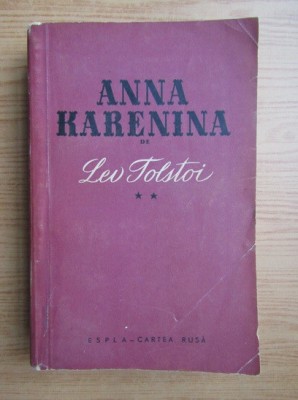 ANNA
KARENINA
DE
Lev Tolstoi
★ ★
E S P L A – CARTEA RUSĂ